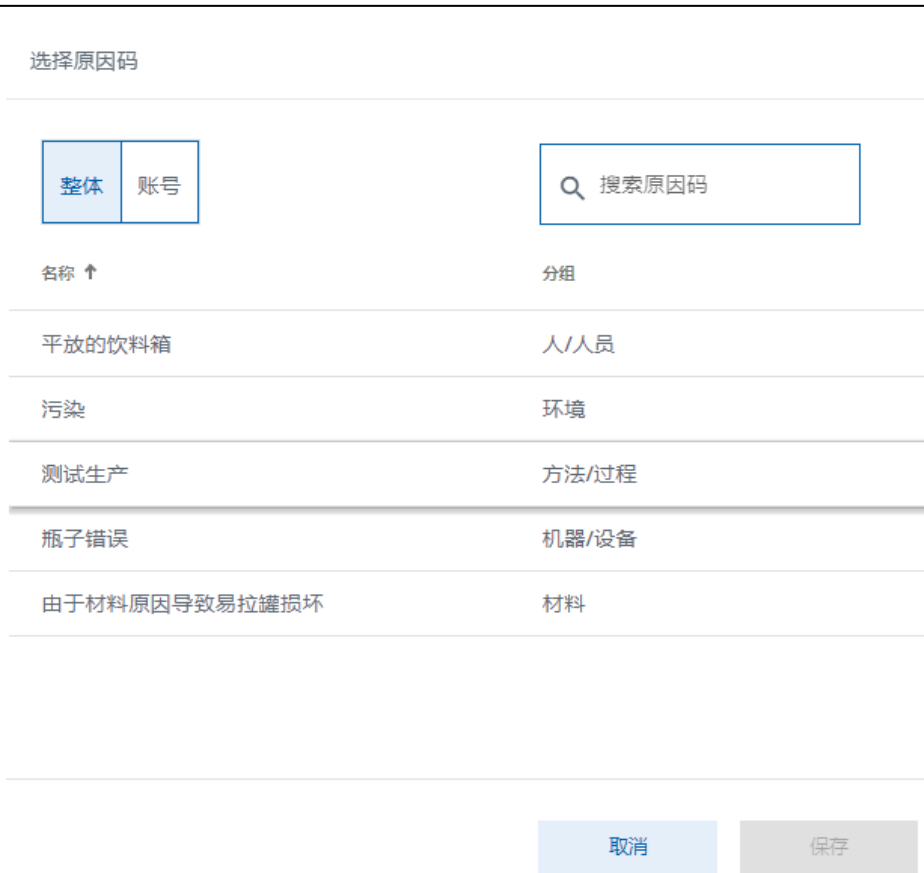 选择原因码
整体 账号 搜索原因码
名称 ↑ 分组
平放的饮料箱 人/人员
污染 环境
测试生产 方法/过程
瓶子错误 机器/设备
由于材料原因导致易拉罐损坏 材料
取消 保存